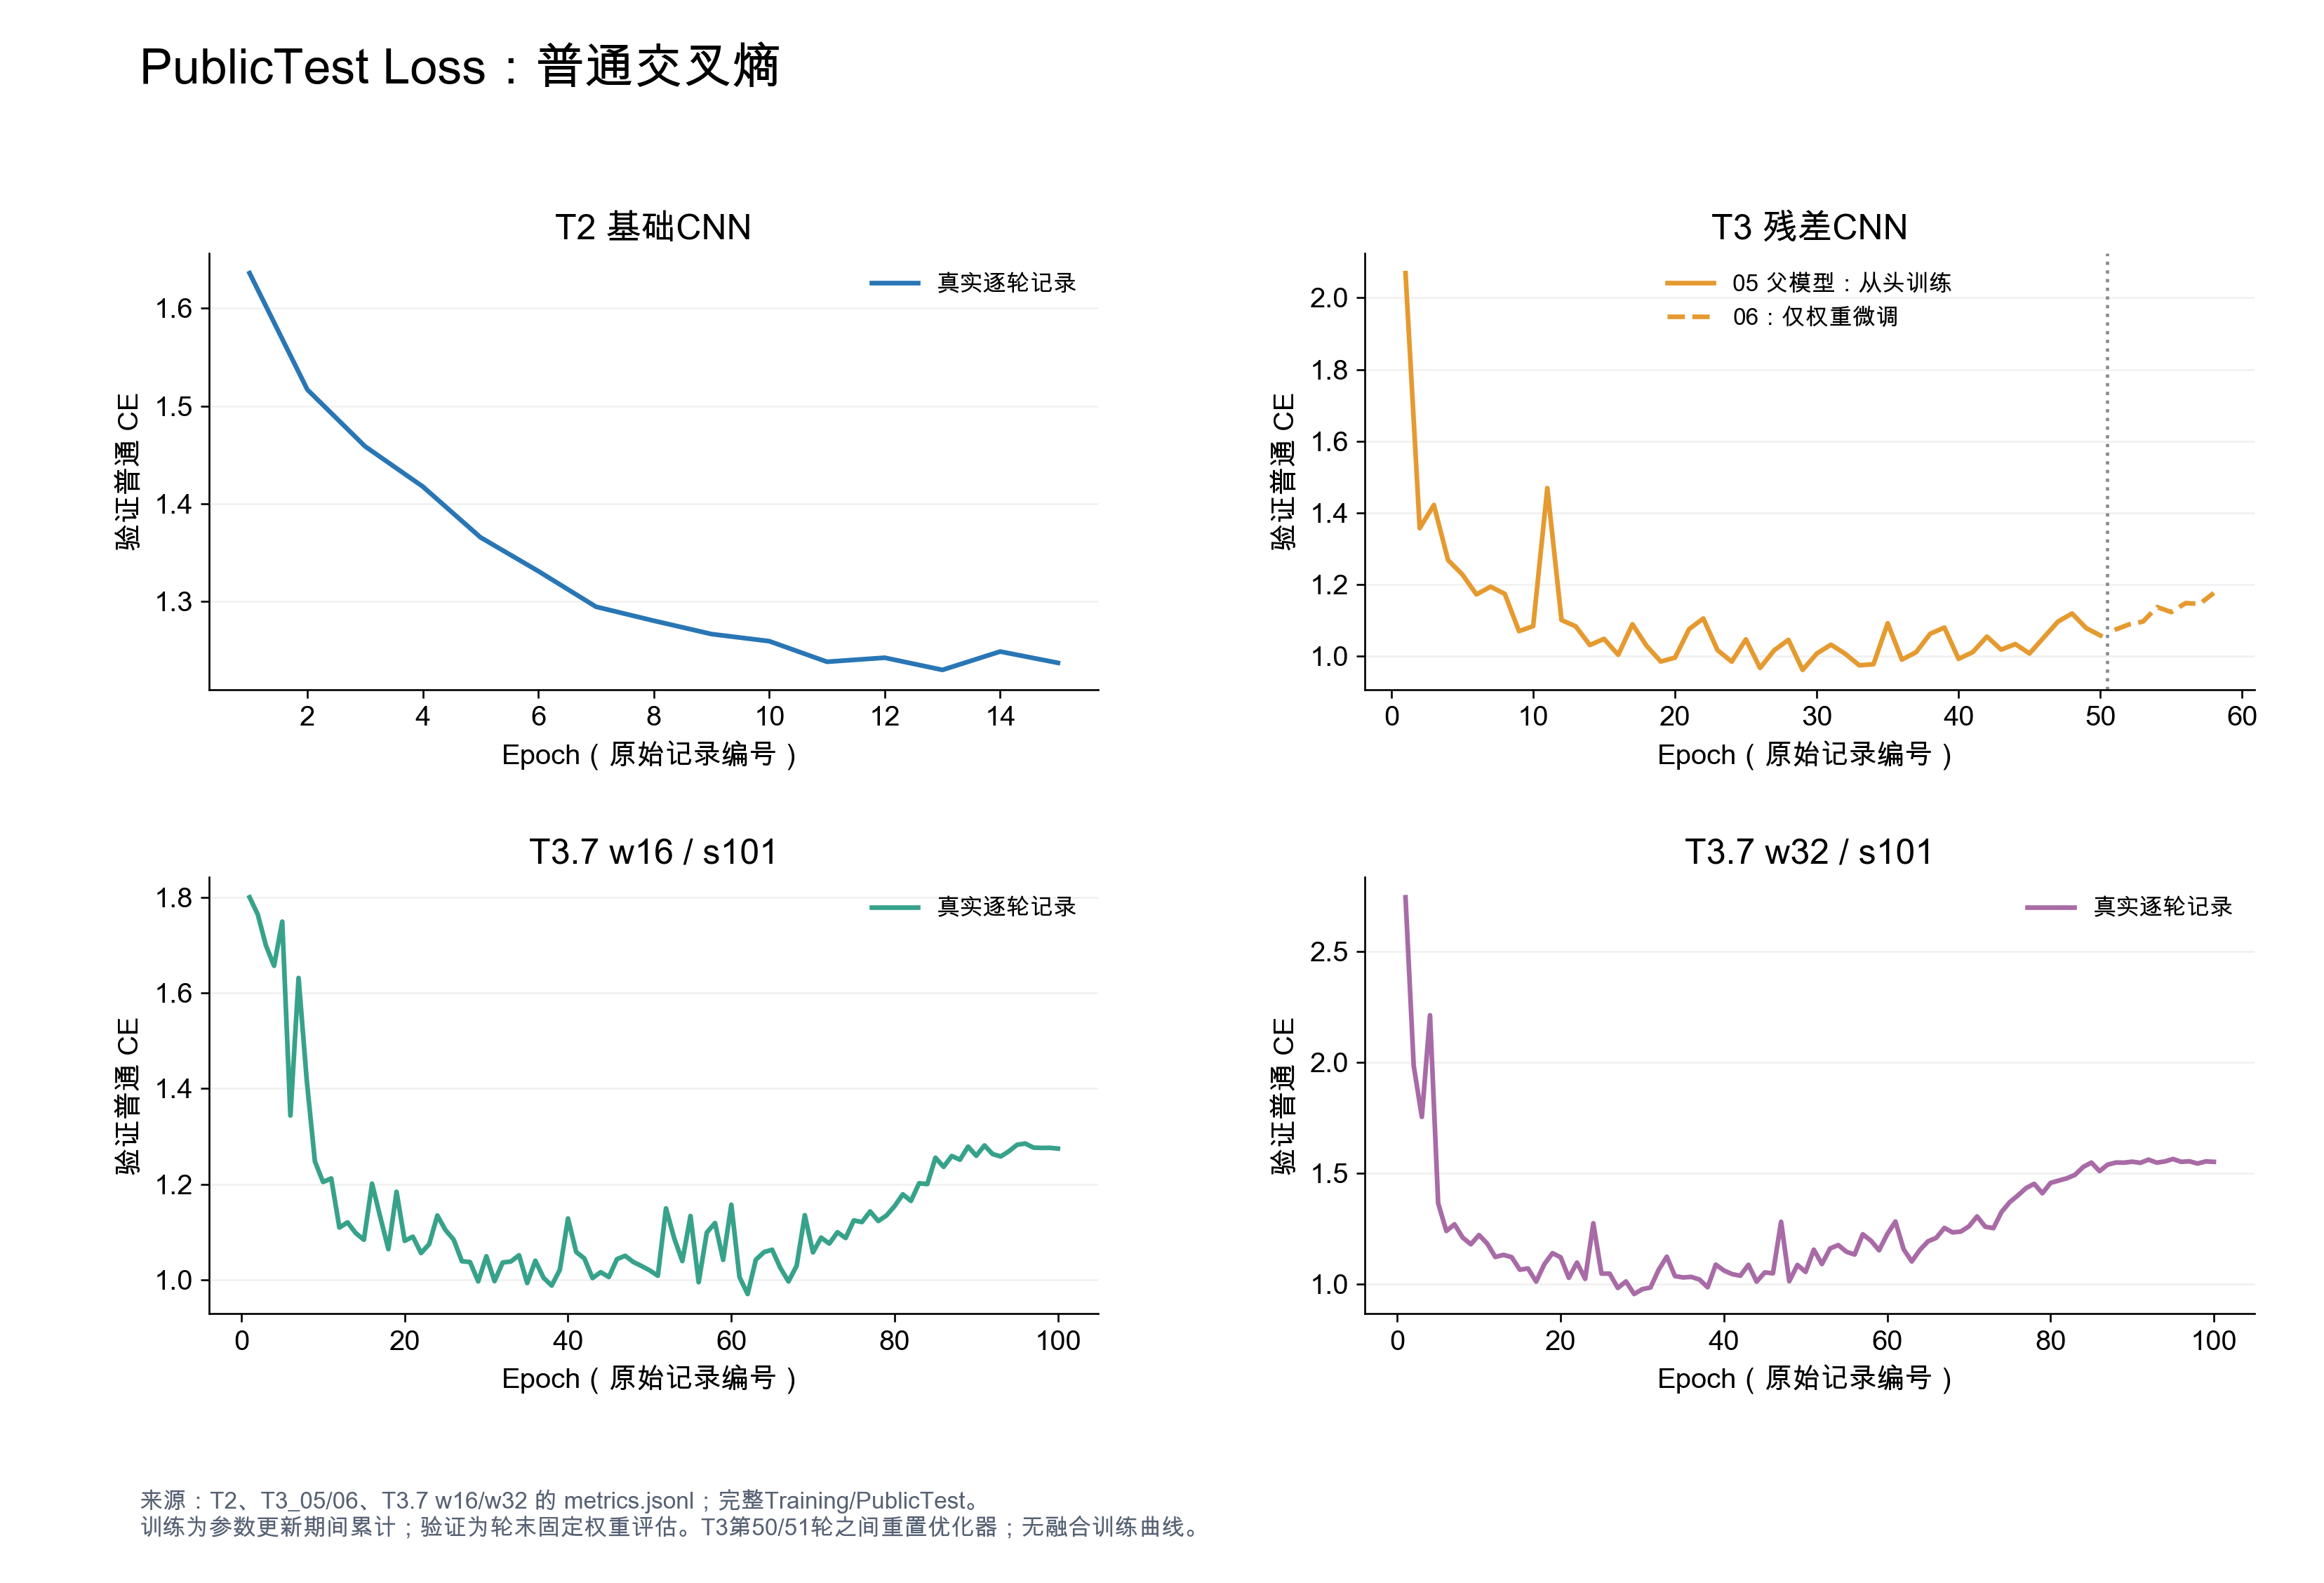 PublicTest Loss：普通交叉熵
T2 基础CNN
真实逐轮记录
验证普通 CE
1.6
1.5
1.4
1.3
2 4 6 8 10 12 14
Epoch（原始记录编号）
T3 残差CNN
05 父模型：从头训练
06：仅权重微调
验证普通 CE
2.0
1.8
1.6
1.4
1.2
1.0
0 10 20 30 40 50 60
Epoch（原始记录编号）
T3.7 w16 / s101
真实逐轮记录
验证普通 CE
1.8
1.6
1.4
1.2
1.0
0 20 40 60 80 100
Epoch（原始记录编号）
T3.7 w32 / s101
真实逐轮记录
验证普通 CE
2.5
2.0
1.5
1.0
0 20 40 60 80 100
Epoch（原始记录编号）
来源：T2、T3_05/06、T3.7 w16/w32 的 metrics.jsonl；完整Training/PublicTest。
训练为参数更新期间累计；验证为轮末固定权重评估。T3第50/51轮之间重置优化器；无融合训练曲线。